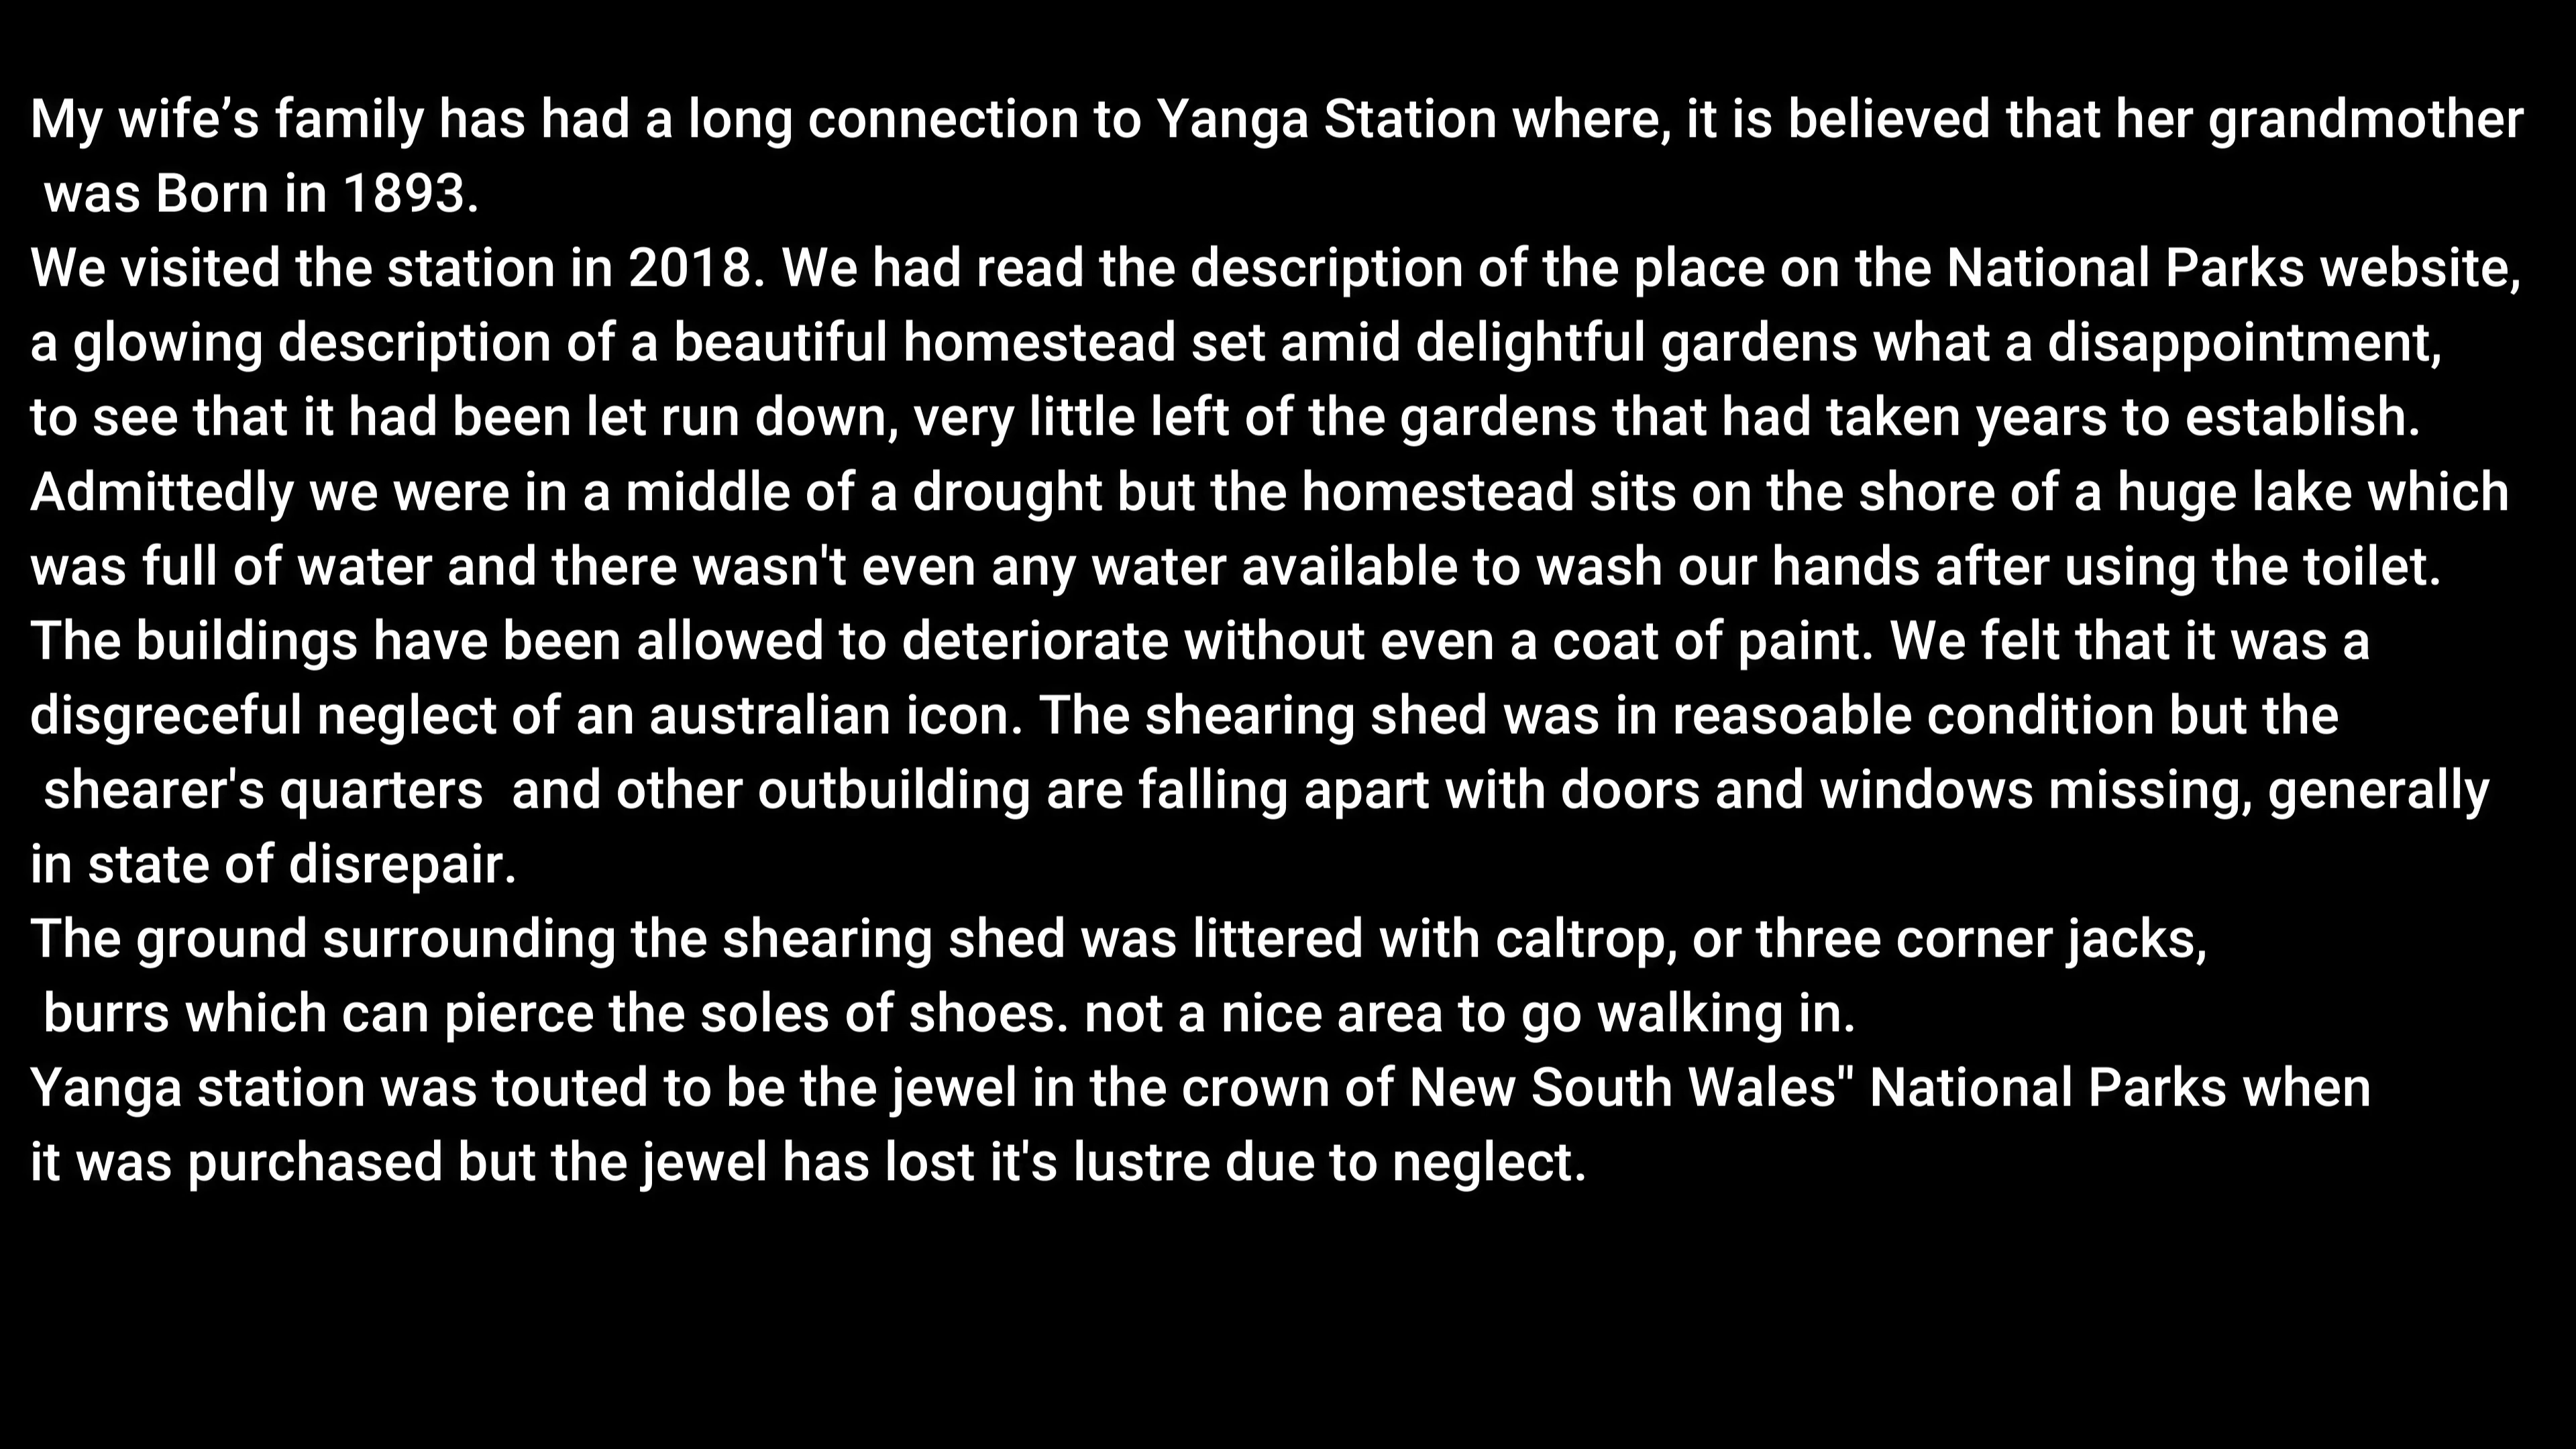 My wife’s family has had a long connection to Yanga Station where, it is believed that her grandmother
was Born in 1893.
We visited the station in 2018. We had read the description of the place on the National Parks website,
a glowing description of a beautiful homestead set amid delightful gardens what a disappointment,
to see that it had been let run down, very little left of the gardens that had taken years to establish.
Admittedly we were in a middle of a drought but the homestead sits on the shore of a huge lake which
was full of water and there wasn't even any water available to wash our hands after using the toilet.
The buildings have been allowed to deteriorate without even a coat of paint. We felt that it was a
disgreceful neglect of an australian icon. The shearing shed was in reasoable condition but the
shearer's quarters  and other outbuilding are falling apart with doors and windows missing, generally
in state of disrepair.
The ground surrounding the shearing shed was littered with caltrop, or three corner jacks,
burrs which can pierce the soles of shoes. not a nice area to go walking in.
Yanga station was touted to be the jewel in the crown of New South Wales" National Parks when
it was purchased but the jewel has lost it's lustre due to neglect.